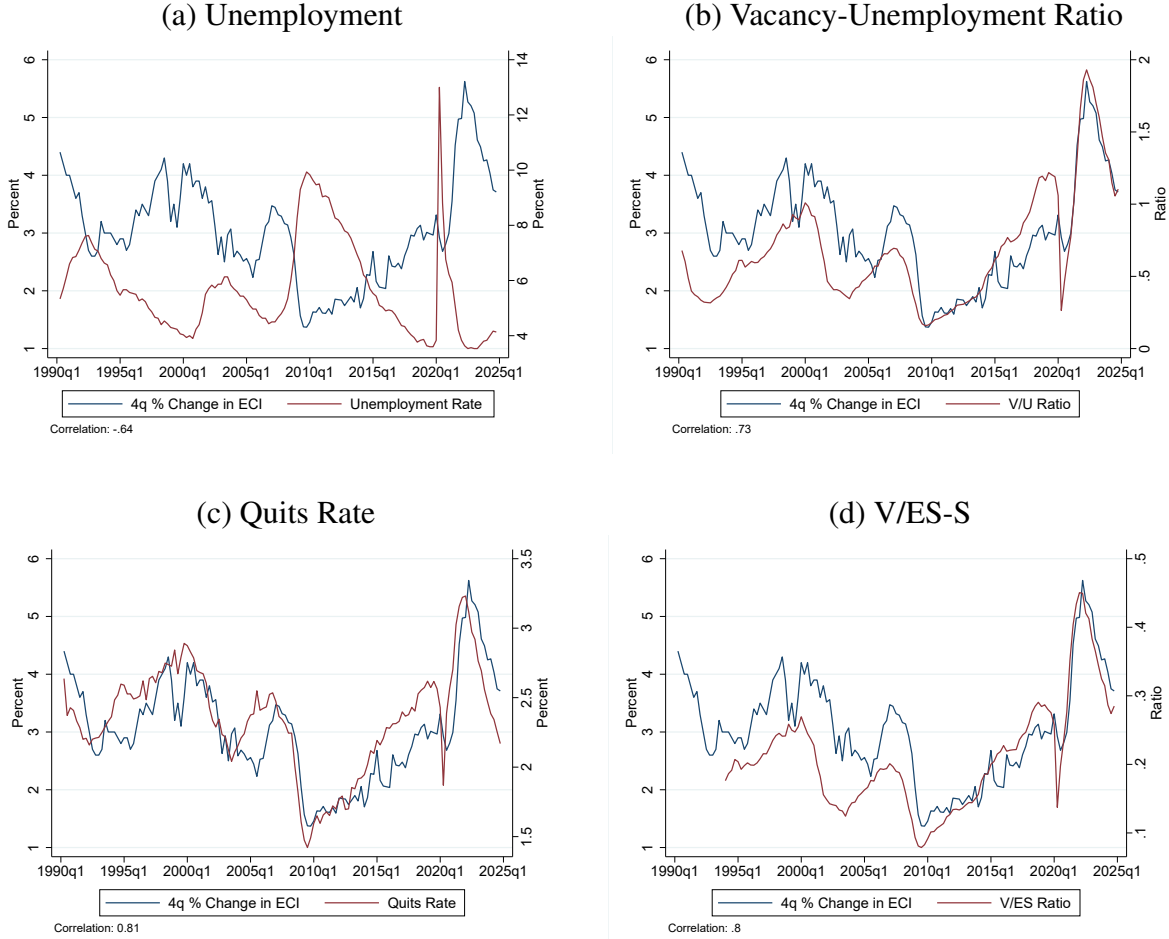 (a) Unemployment
6
5
4
3
2
1
Percent
14
12
10
8
6
4
Percent
1990q1 1995q1 2000q1 2005q1 2010q1 2015q1 2020q1 2025q1
4q % Change in ECI Unemployment Rate
Correlation: -.64
(b) Vacancy-Unemployment Ratio
6
5
4
3
2
1
Percent
2
1.5
1
.5
0
Ratio
1990q1 1995q1 2000q1 2005q1 2010q1 2015q1 2020q1 2025q1
4q % Change in ECI V/U Ratio
Correlation: .73
(c) Quits Rate
6
5
4
3
2
1
Percent
3.5
3
2.5
2
1.5
Percent
1990q1 1995q1 2000q1 2005q1 2010q1 2015q1 2020q1 2025q1
4q % Change in ECI Quits Rate
Correlation: 0.81
(d) V/ES-S
6
5
4
3
2
1
Percent
.5
.4
.3
.2
.1
Ratio
1990q1 1995q1 2000q1 2005q1 2010q1 2015q1 2020q1 2025q1
4q % Change in ECI V/ES Ratio
Correlation: .8